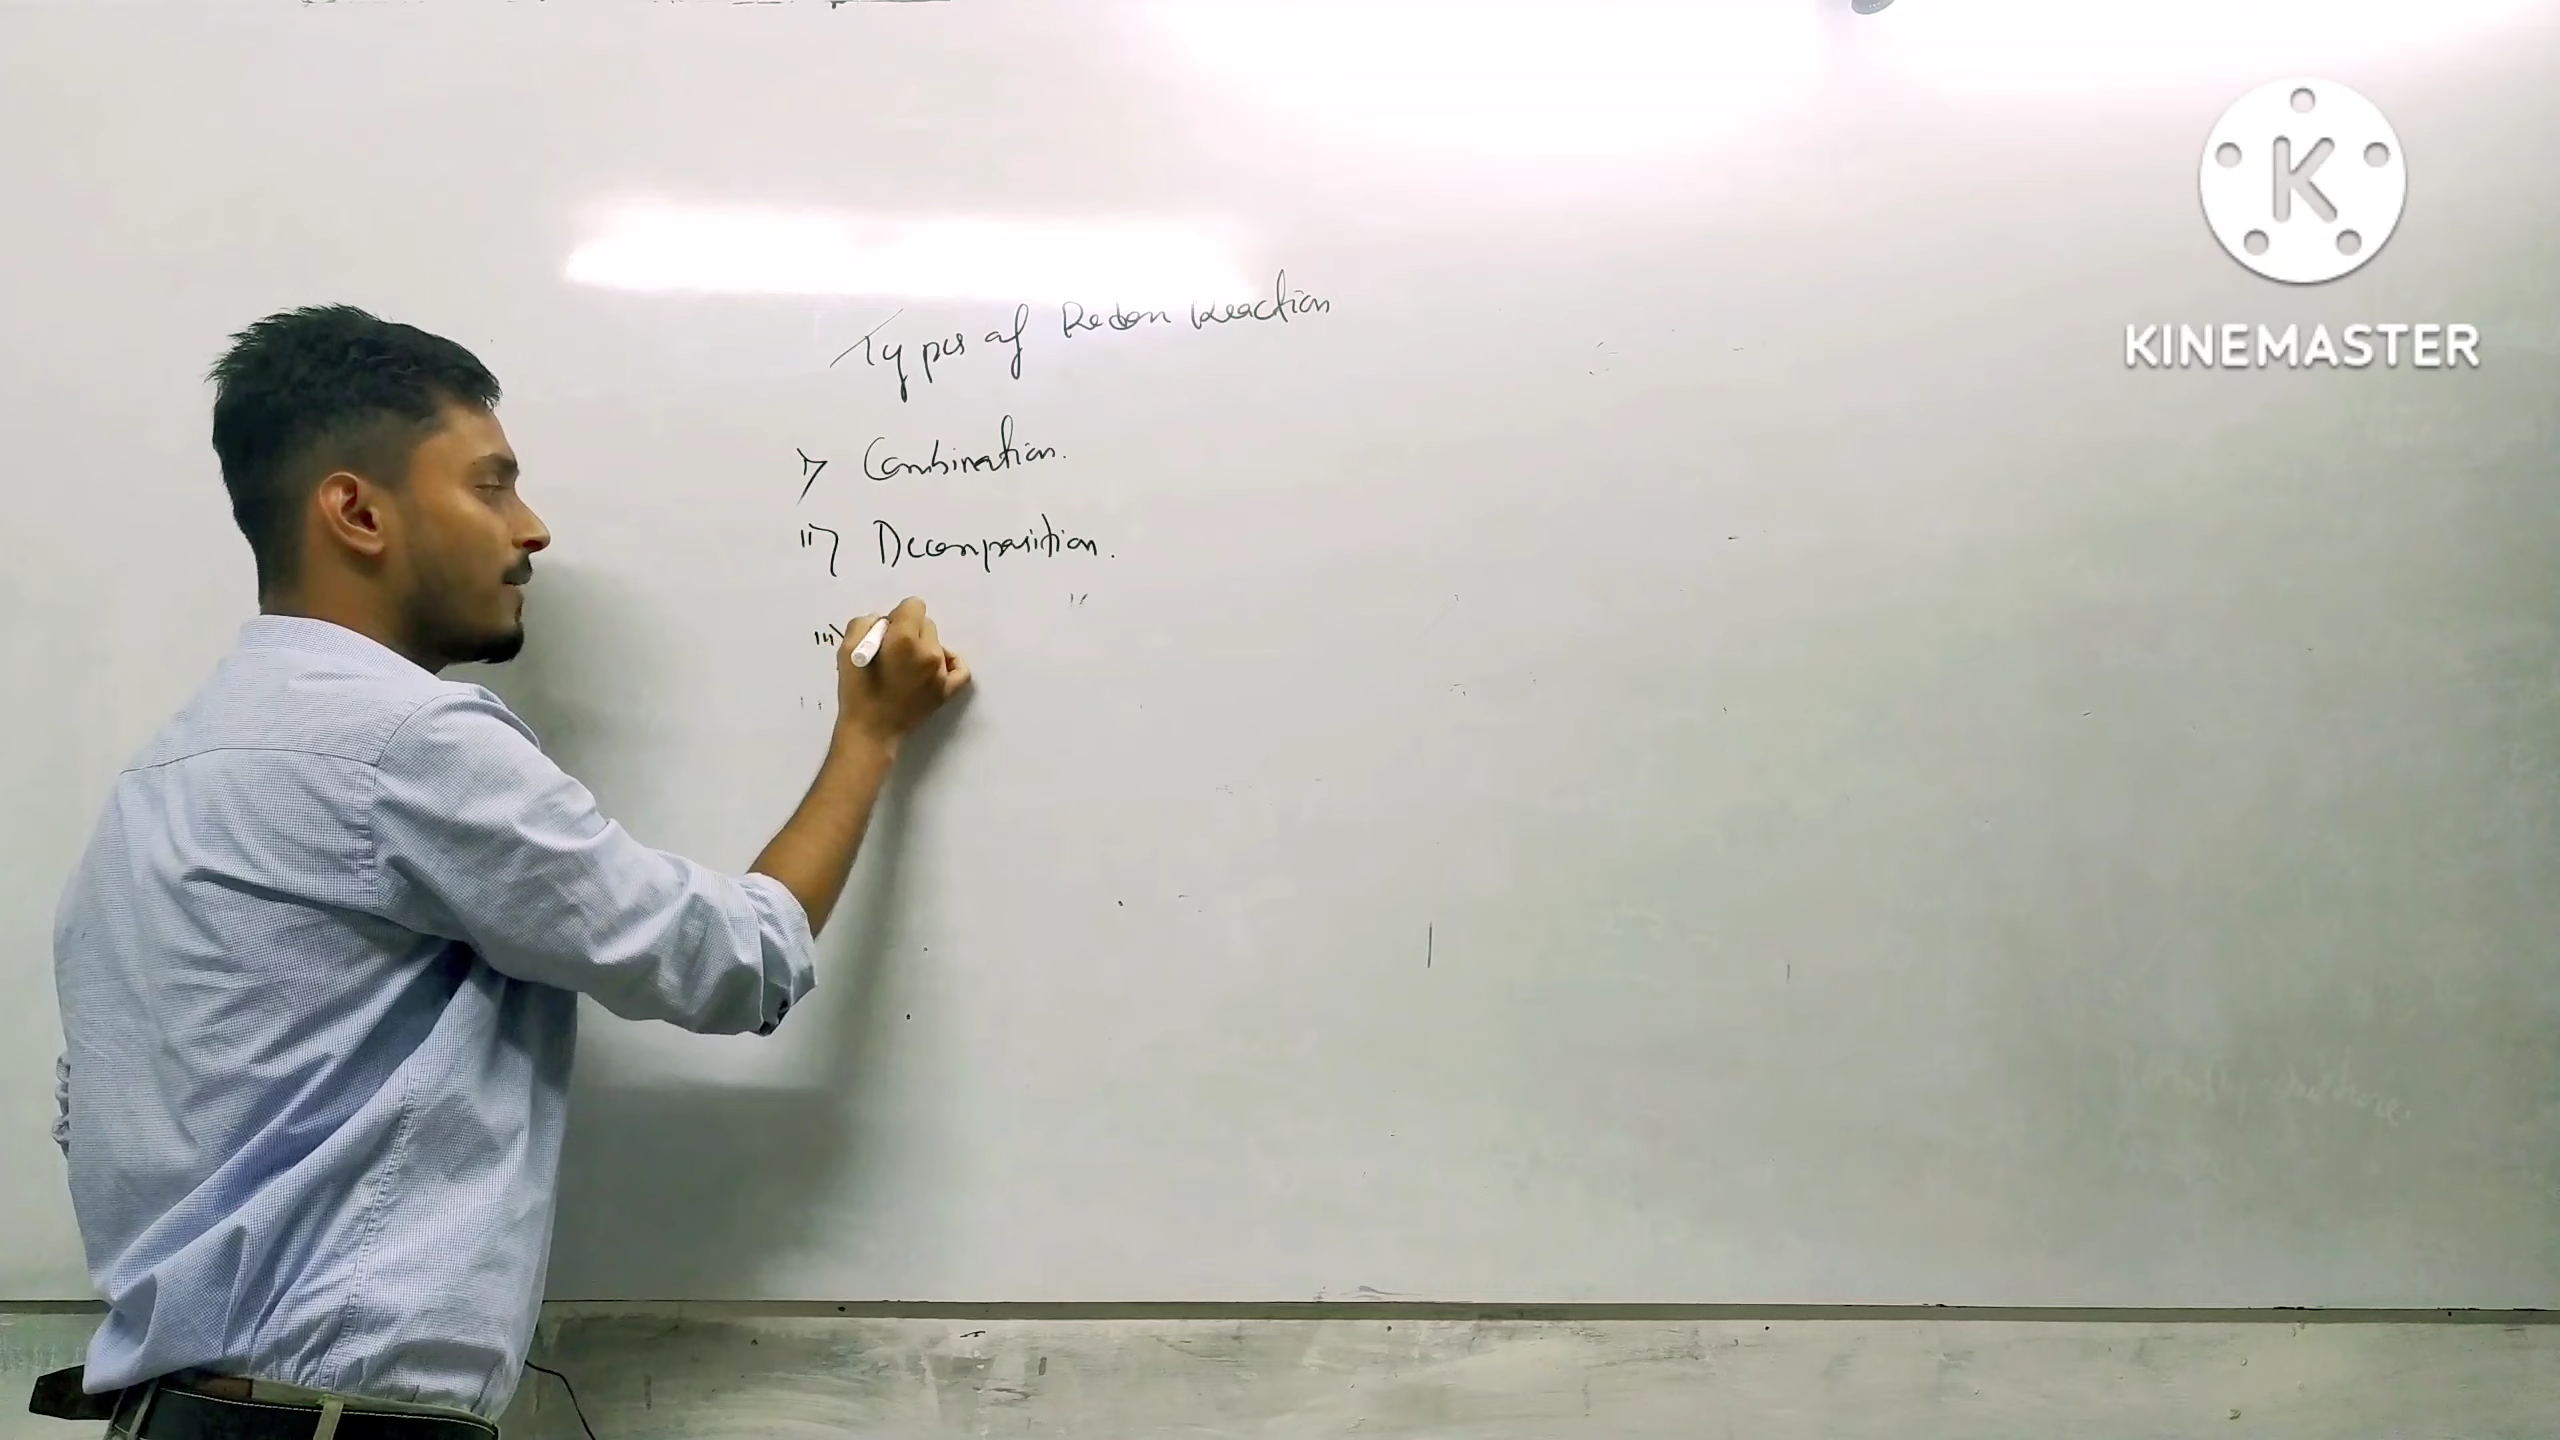 Types of Redox Reaction
i> Combination.
ii> Decomposition.
iii>
K
KINEMASTER